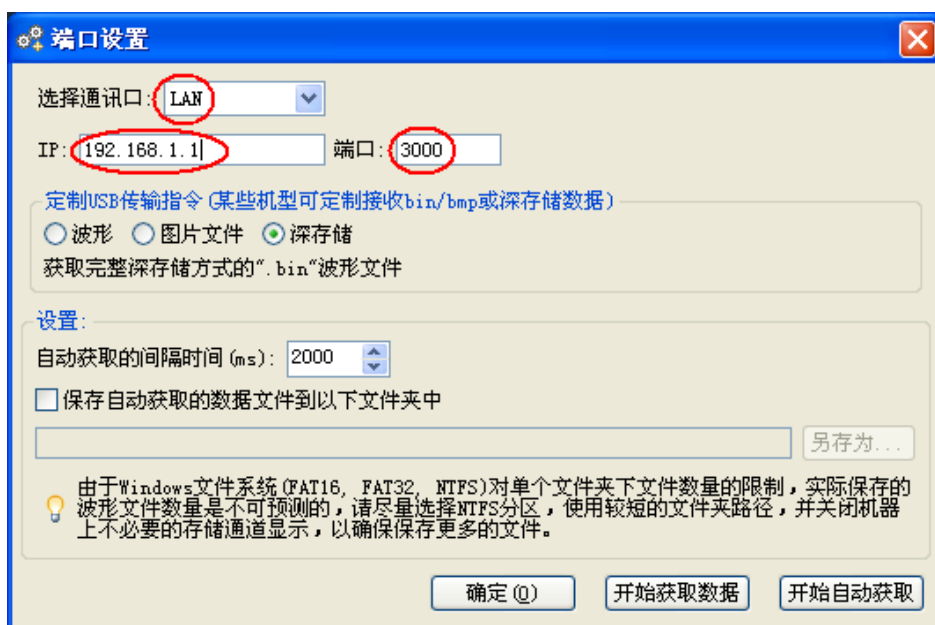 端口设置
选择通讯口: LAN
IP: 192.168.1.1 端口: 3000
定制USB传输指令(某些机型可定制接收bin/bmp或深存储数据)
波形 图片文件 深存储
获取完整深存储方式的".bin"波形文件
设置:
自动获取的间隔时间(ms): 2000
保存自动获取的数据文件到以下文件夹中
另存为...
由于Windows文件系统(FAT16, FAT32, NTFS)对单个文件夹下文件数量的限制，实际保存的
波形文件数量是不可预测的，请尽量选择NTFS分区，使用较短的文件夹路径，并关闭机器
上不必要的存储通道显示，以确保保存更多的文件。
确定(O) 开始获取数据 开始自动获取